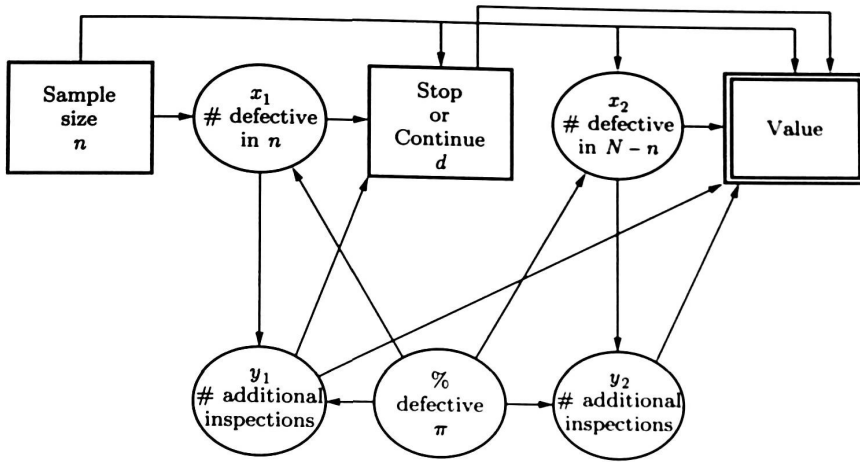 Sample
size
n
x₁
# defective
in n
Stop
or
Continue
d
x₂
# defective
in N – n
Value
y₁
# additional
inspections
%
defective
π
y₂
# additional
inspections